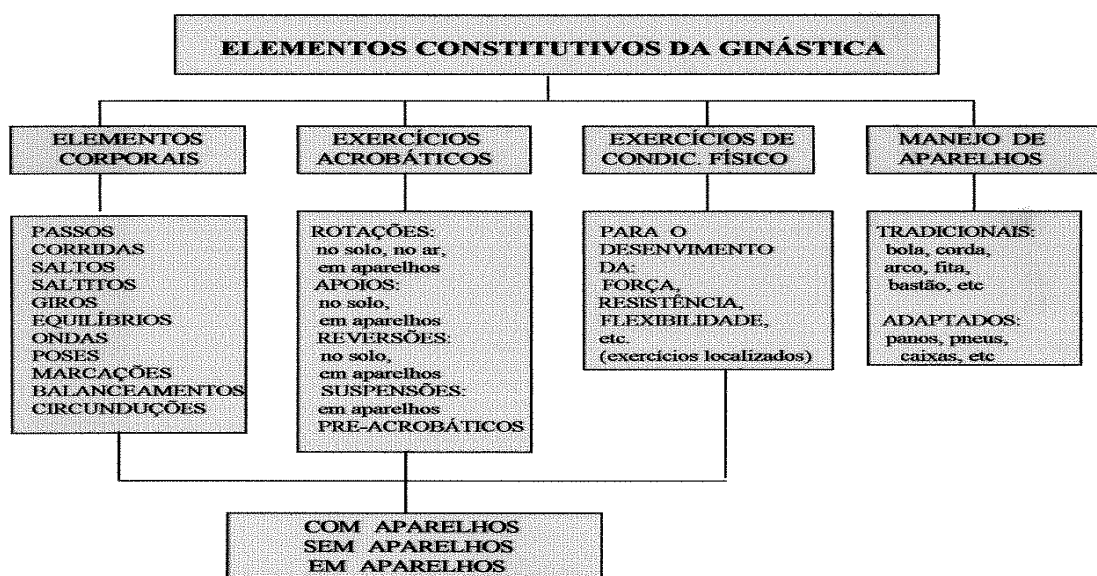 ELEMENTOS CONSTITUTIVOS DA GINÁSTICA
ELEMENTOS
CORPORAIS
EXERCÍCIOS
ACROBÁTICOS
EXERCÍCIOS DE
CONDIC. FÍSICO
MANEJO DE
APARELHOS
PASSOS
CORRIDAS
SALTOS
SALTITOS
GIROS
EQUILÍBRIOS
ONDAS
POSES
MARCAÇÕES
BALANCEAMENTOS
CIRCUNDUÇÕES
ROTAÇÕES:
no solo, no ar,
em aparelhos
APOIOS:
no solo,
em aparelhos
REVERSÕES:
no solo,
em aparelhos
SUSPENSÕES:
em aparelhos
PRE-ACROBÁTICOS
PARA O
DESENVIMENTO
DA:
FORÇA,
RESISTÊNCIA,
FLEXIBILIDADE,
etc.
(exercícios localizados)
TRADICIONAIS:
bola, corda,
arco, fita,
bastão, etc
ADAPTADOS:
panos, pneus,
caixas, etc
COM APARELHOS
SEM APARELHOS
EM APARELHOS